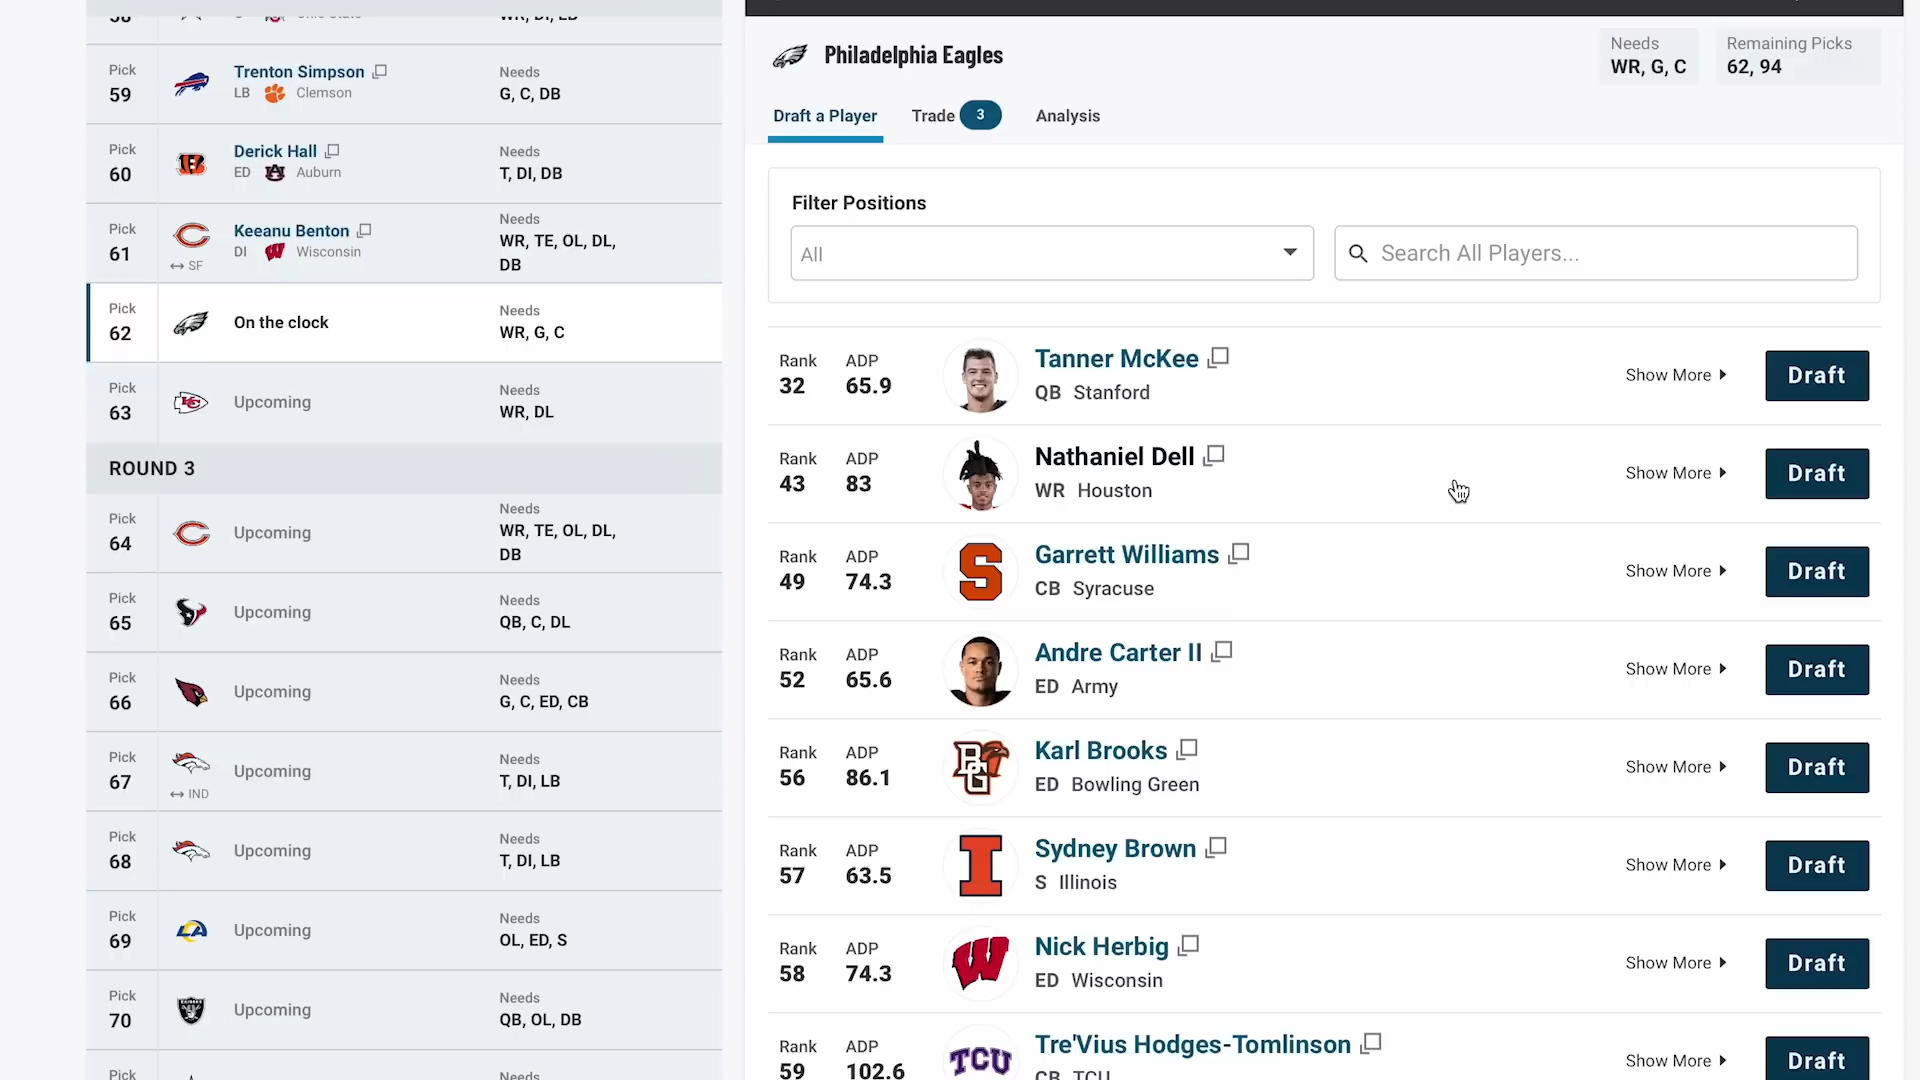 Pick
59
Trenton Simpson
LB Clemson
Needs
G, C, DB
Pick
60
Derick Hall
ED Auburn
Needs
T, DI, DB
Pick
61
SF
Keeanu Benton
DI Wisconsin
Needs
WR, TE, OL, DL,
DB
Pick
62
On the clock
Needs
WR, G, C
Pick
63
Upcoming
Needs
WR, DL
ROUND 3
Pick
64
Upcoming
Needs
WR, TE, OL, DL,
DB
Pick
65
Upcoming
Needs
QB, C, DL
Pick
66
Upcoming
Needs
G, C, ED, CB
Pick
67
IND
Upcoming
Needs
T, DI, LB
Pick
68
Upcoming
Needs
T, DI, LB
Pick
69
Upcoming
Needs
OL, ED, S
Pick
70
Upcoming
Needs
QB, OL, DB
Pick
Needs
Philadelphia Eagles
Needs
WR, G, C
Remaining Picks
62, 94
Draft a Player
Trade 3
Analysis
Filter Positions
All
Search All Players...
Rank
32
ADP
65.9
Tanner McKee
QB Stanford
Show More
Draft
Rank
43
ADP
83
Nathaniel Dell
WR Houston
Show More
Draft
Rank
49
ADP
74.3
Garrett Williams
CB Syracuse
Show More
Draft
Rank
52
ADP
65.6
Andre Carter II
ED Army
Show More
Draft
Rank
56
ADP
86.1
Karl Brooks
ED Bowling Green
Show More
Draft
Rank
57
ADP
63.5
Sydney Brown
S Illinois
Show More
Draft
Rank
58
ADP
74.3
Nick Herbig
ED Wisconsin
Show More
Draft
Rank
59
ADP
102.6
TCU
Tre'Vius Hodges-Tomlinson
CB TCU
Show More
Draft